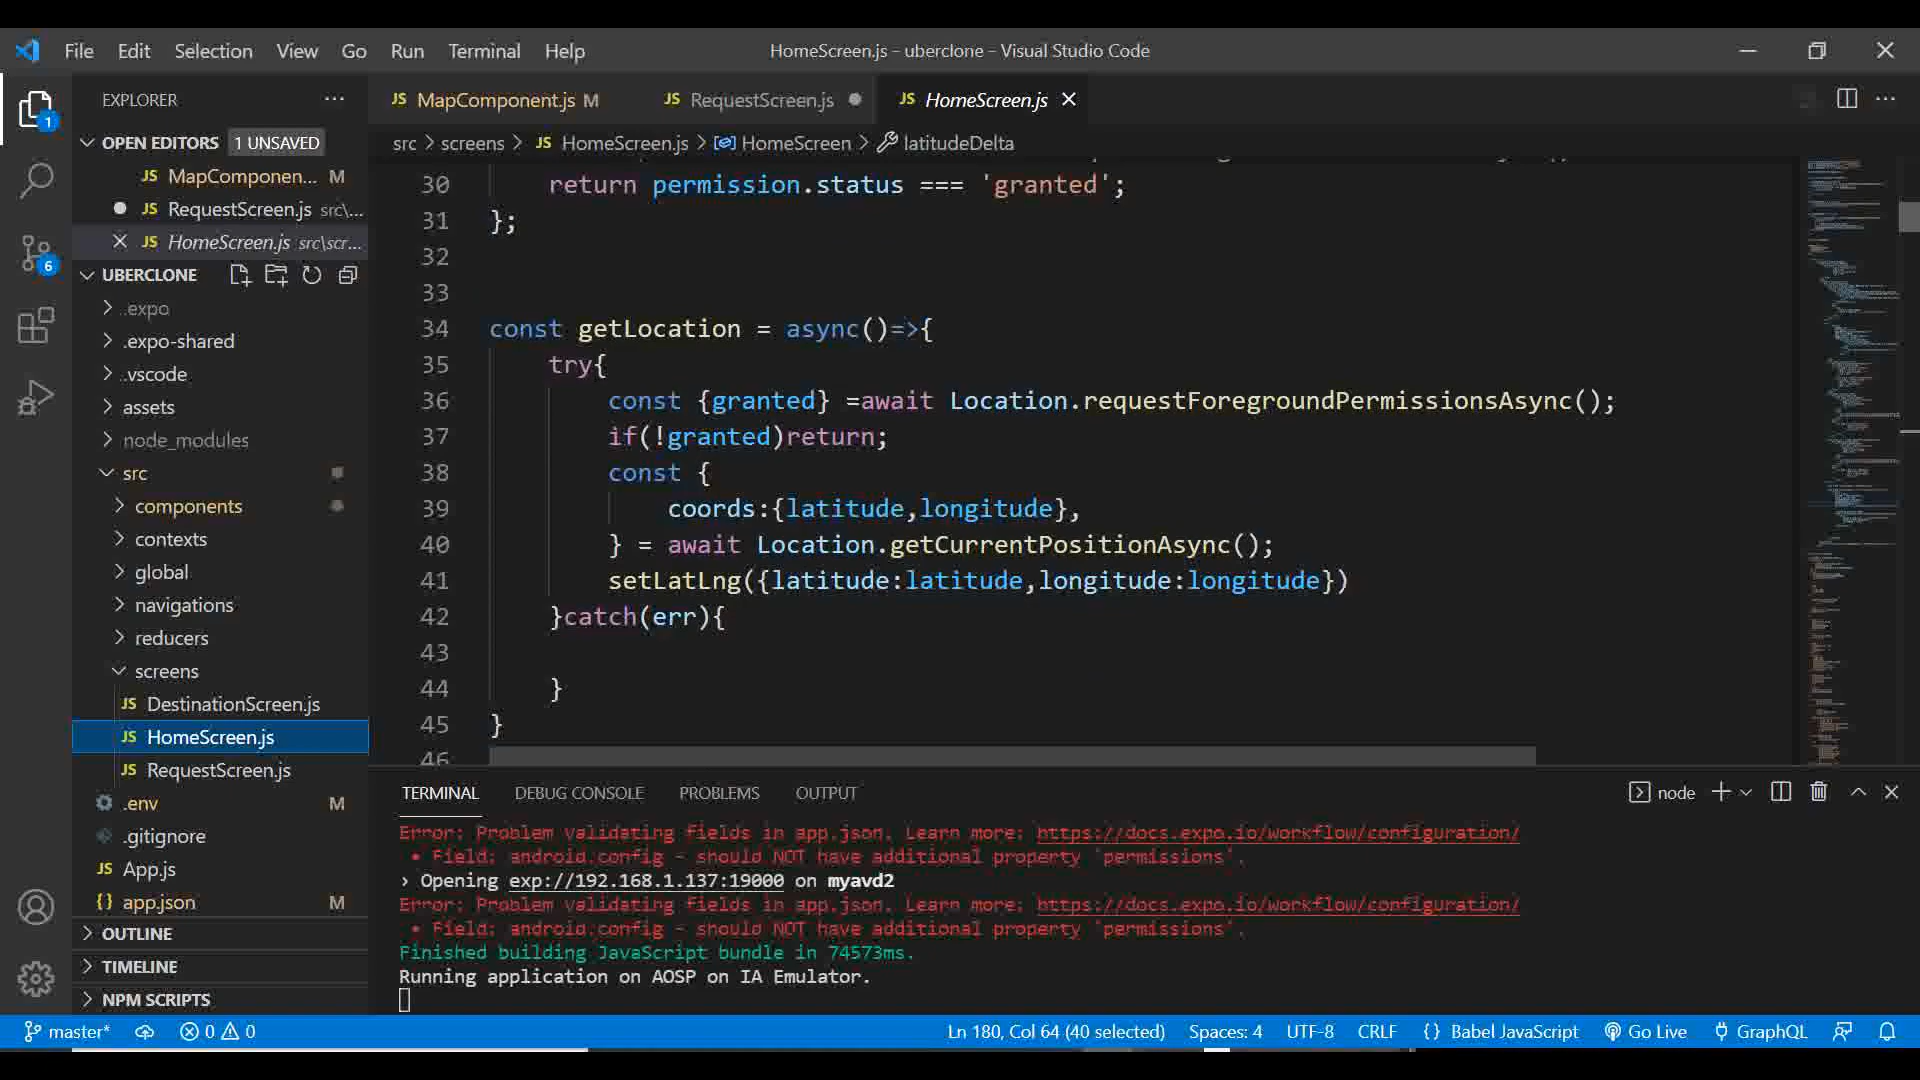 File Edit Selection View Go Run Terminal Help
HomeScreen.js - uberclone - Visual Studio Code
EXPLORER
OPEN EDITORS 1 UNSAVED
JS MapComponen... M
JS RequestScreen.js src\...
JS HomeScreen.js src\scr...
UBERCLONE
.expo
.expo-shared
.vscode
assets
node_modules
src
components
contexts
global
navigations
reducers
screens
JS DestinationScreen.js
JS HomeScreen.js
JS RequestScreen.js
.env M
.gitignore
JS App.js
{} app.json M
OUTLINE
TIMELINE
NPM SCRIPTS
1
6
JS MapComponent.js M JS RequestScreen.js JS HomeScreen.js
src > screens > JS HomeScreen.js > HomeScreen > latitudeDelta
30 return permission.status === 'granted';
31 };
32
33
34 const getLocation = async()=>{
35 try{
36 const {granted} =await Location.requestForegroundPermissionsAsync();
37 if(!granted)return;
38 const {
39 coords:{latitude,longitude},
40 } = await Location.getCurrentPositionAsync();
41 setLatLng({latitude:latitude,longitude:longitude})
42 }catch(err){
43
44 }
45 }
46
TERMINAL DEBUG CONSOLE PROBLEMS OUTPUT
node
Error: Problem validating fields in app.json. Learn more: https://docs.expo.io/workflow/configuration/
• Field: android.config - should NOT have additional property 'permissions'.
› Opening exp://192.168.1.137:19000 on myavd2
Error: Problem validating fields in app.json. Learn more: https://docs.expo.io/workflow/configuration/
• Field: android.config - should NOT have additional property 'permissions'.
Finished building JavaScript bundle in 74573ms.
Running application on AOSP on IA Emulator.
master* 0 0 Ln 180, Col 64 (40 selected) Spaces: 4 UTF-8 CRLF {} Babel JavaScript Go Live GraphQL